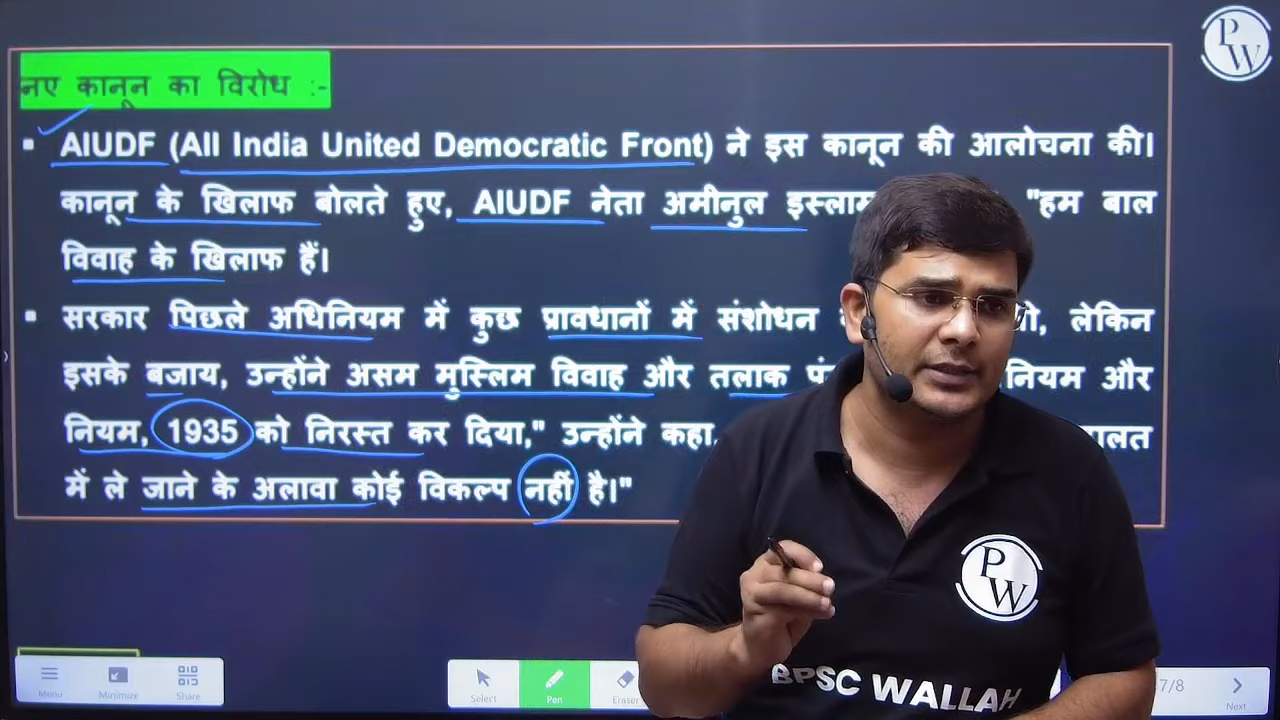 PW
नए कानून का विरोध :-
▪ AIUDF (All India United Democratic Front) ने इस कानून की आलोचना की।
कानून के खिलाफ बोलते हुए, AIUDF नेता अमीनुल "हम बाल
विवाह के खिलाफ हैं।
▪ सरकार पिछले अधिनियम में कुछ प्रावधानों में संशोधन लेकिन
इसके बजाय, उन्होंने असम मुस्लिम विवाह और तलाक और
नियम, 1935 को निरस्त कर दिया," उन्होंने कहा,
में ले जाने के अलावा कोई विकल्प नहीं है।"
PW
BPSC WALLAH
Menu Minimize Share Select Pen Eraser 7/8 Next